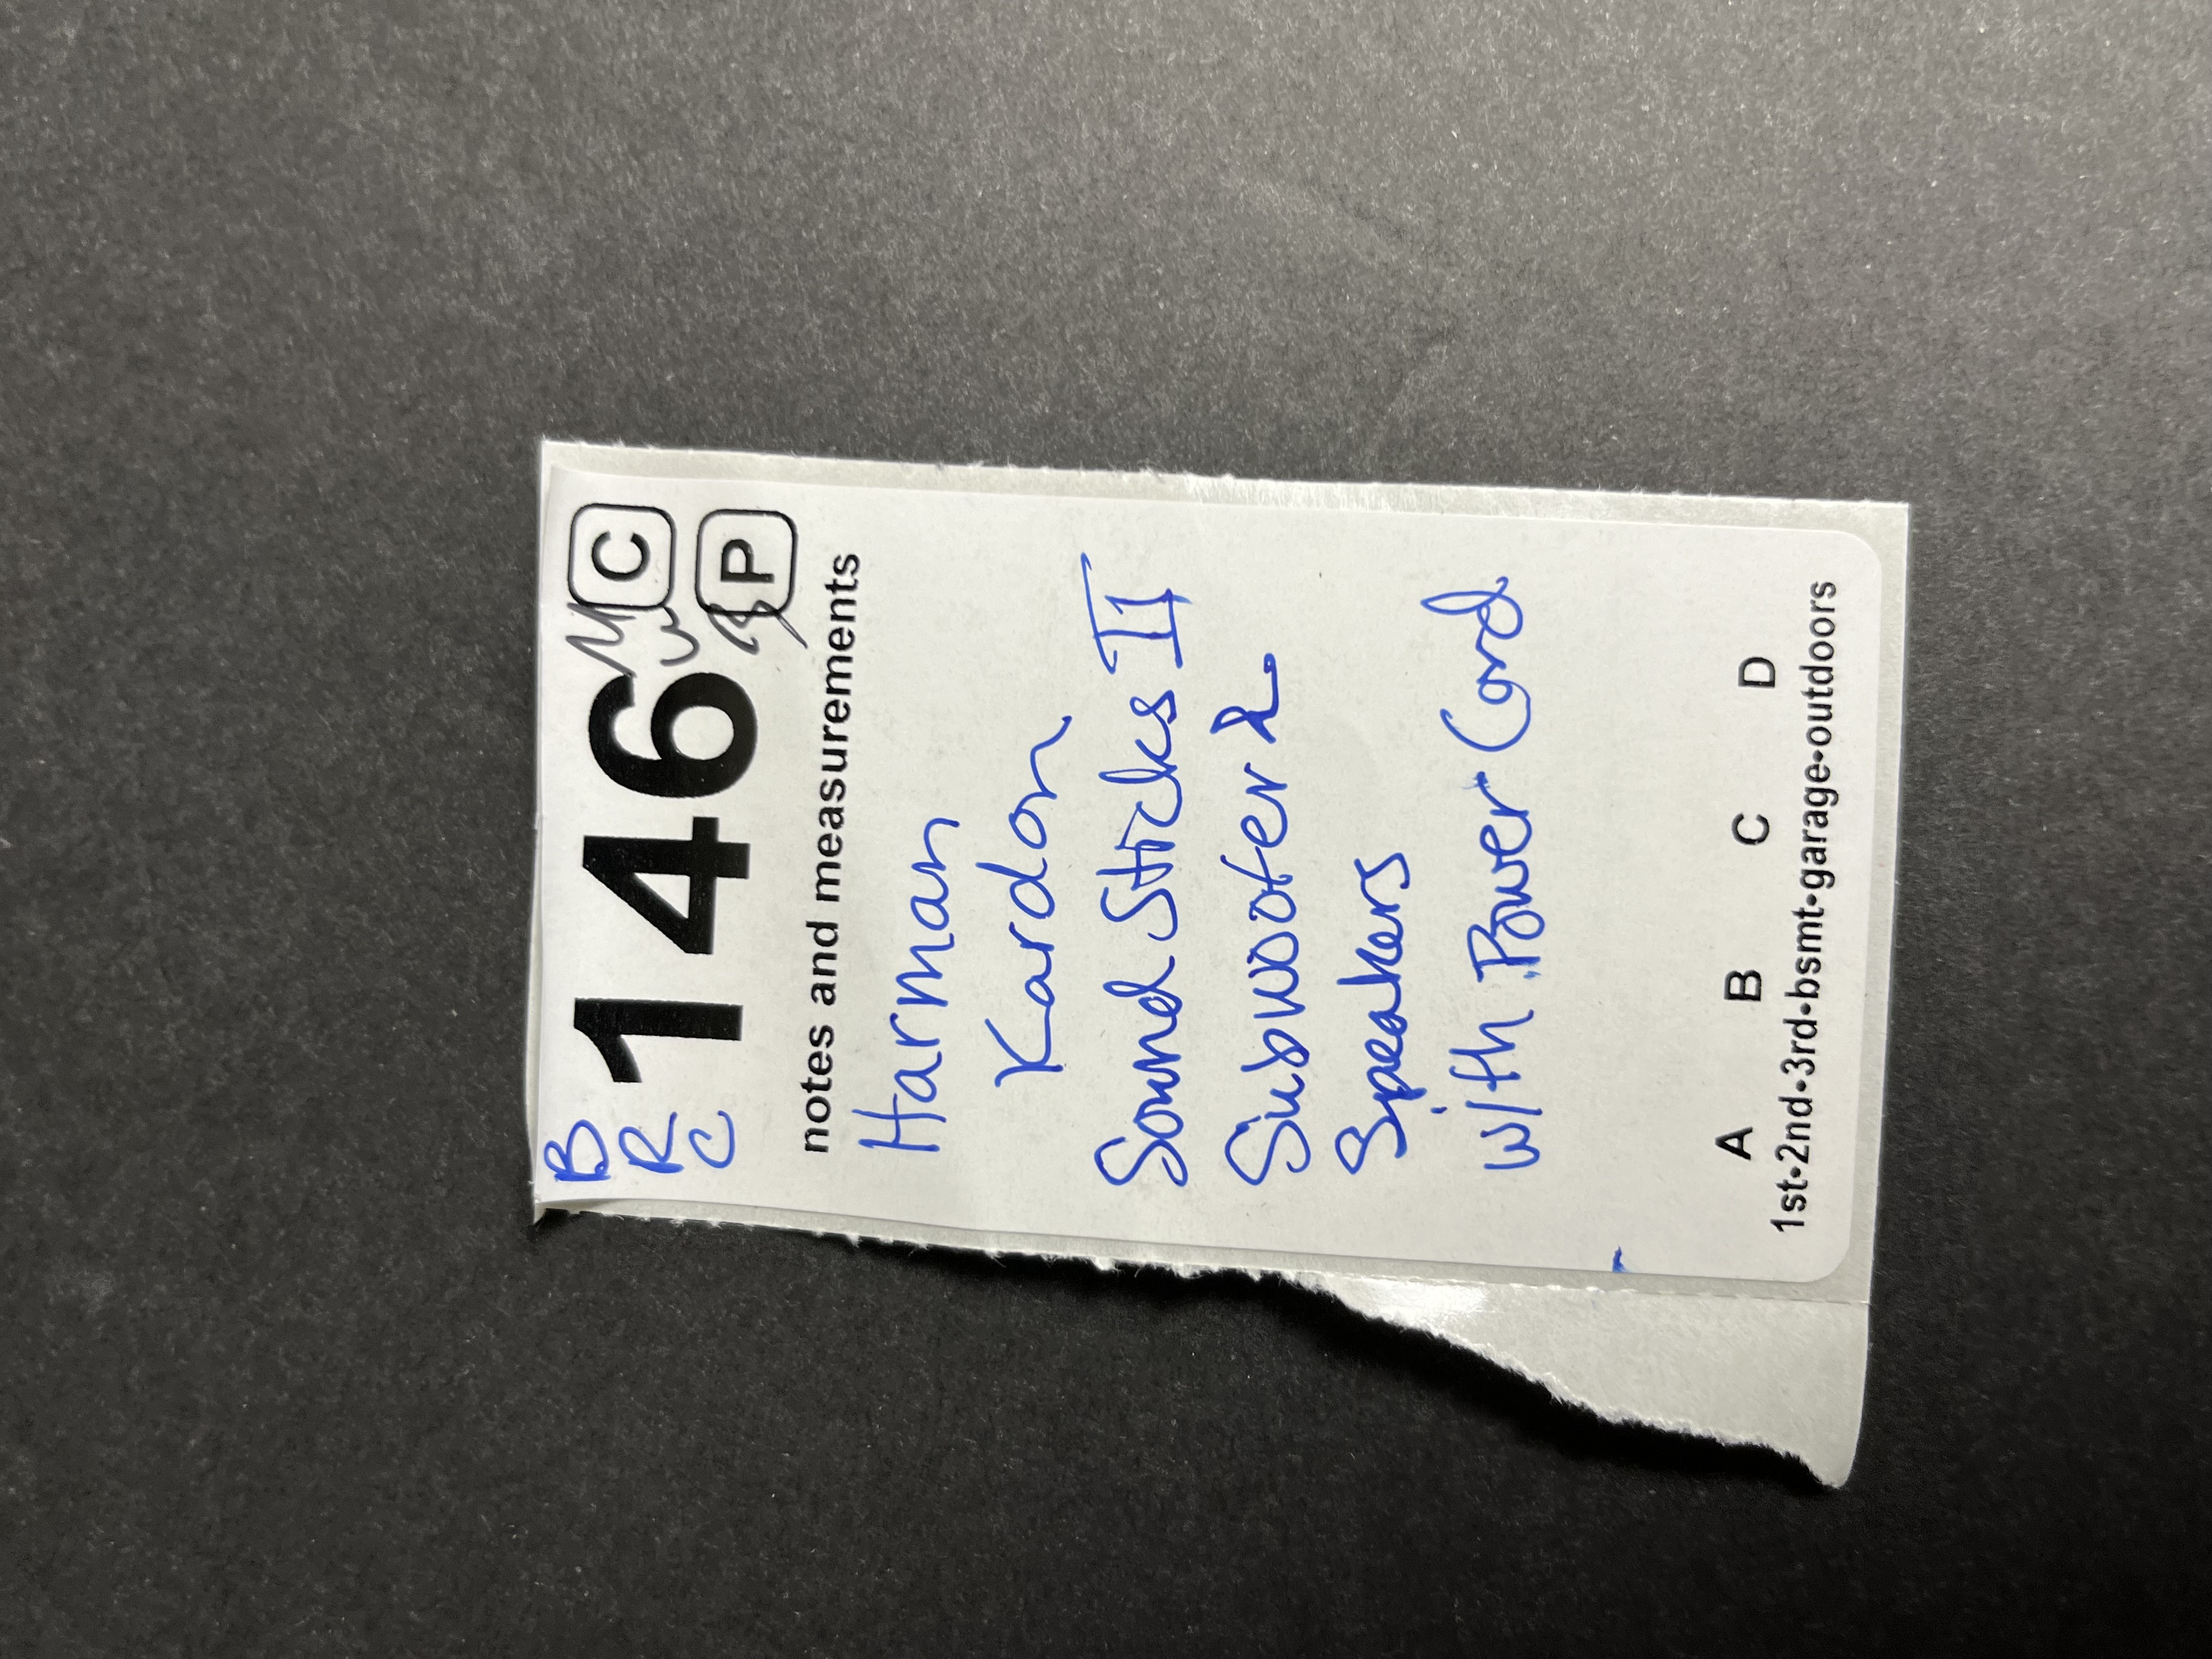 B
R
C
146
M
C
P
notes and measurements
Harman
Kardon
Sound Sticks II
Subwoofer &
Speakers
with Power Cord
A B C D
1st•2nd•3rd•bsmt•garage•outdoors